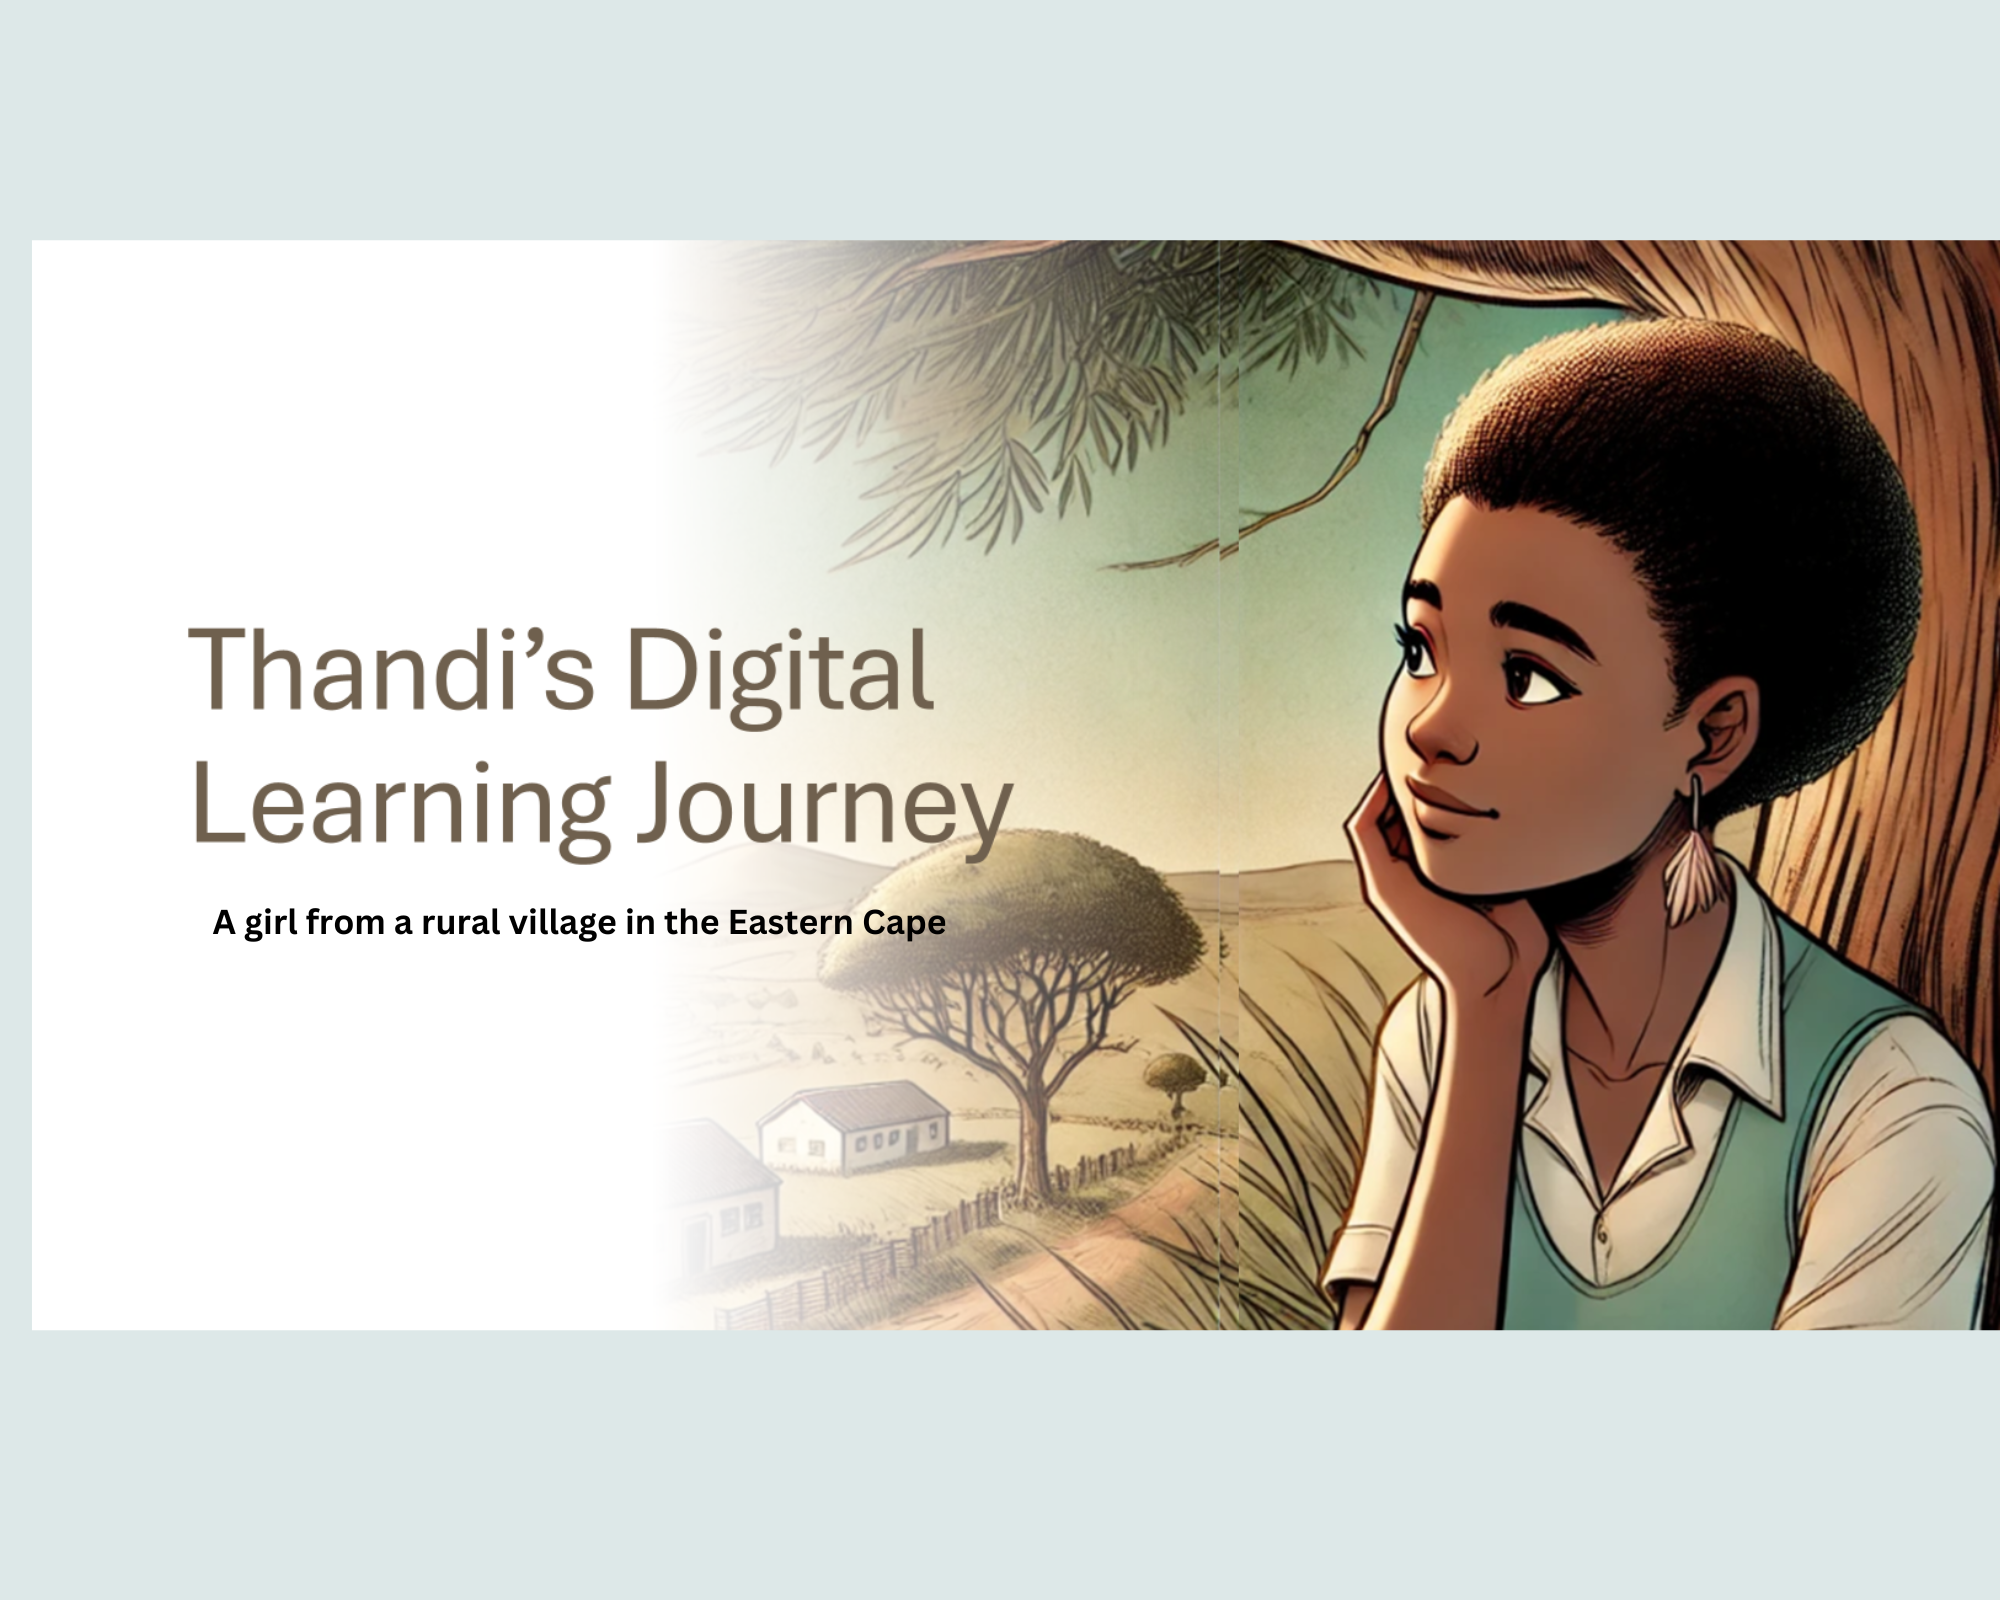 Thandi’s Digital
Learning Journey
A girl from a rural village in the Eastern Cape